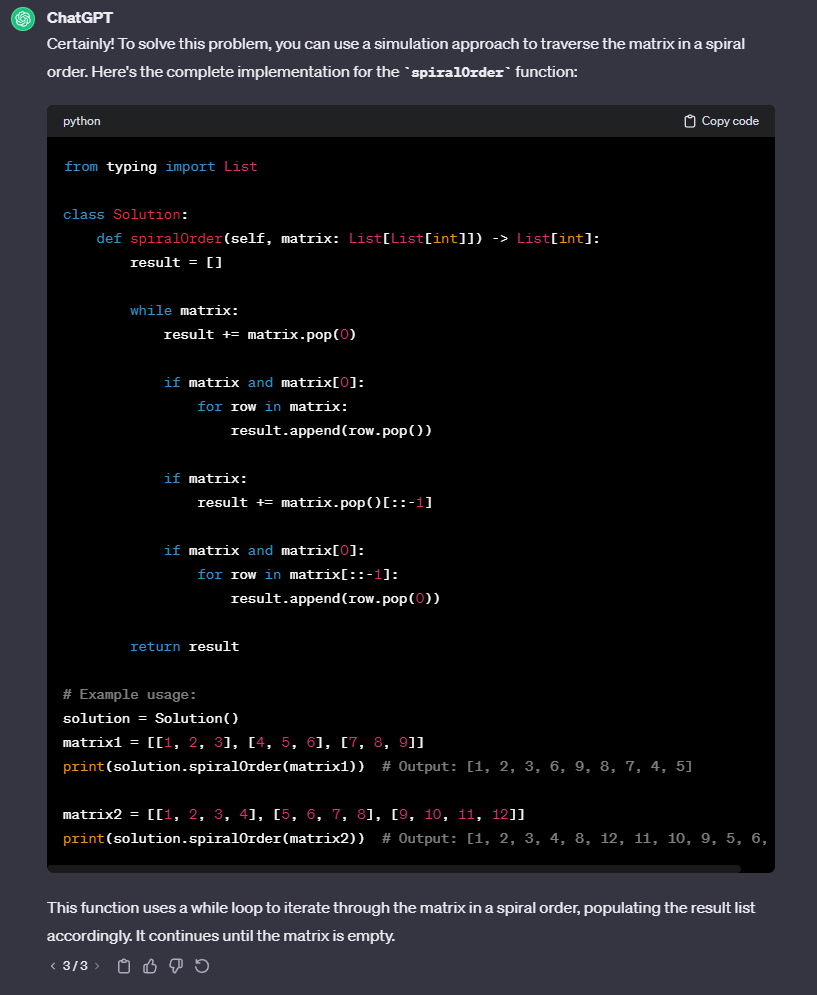 ChatGPT
Certainly! To solve this problem, you can use a simulation approach to traverse the matrix in a spiral
order. Here's the complete implementation for the `spiralOrder` function:
python
Copy code
from typing import List
class Solution:
    def spiralOrder(self, matrix: List[List[int]]) -> List[int]:
        result = []
        while matrix:
            result += matrix.pop(0)
            if matrix and matrix[0]:
                for row in matrix:
                    result.append(row.pop())
            if matrix:
                result += matrix.pop()[::-1]
            if matrix and matrix[0]:
                for row in matrix[::-1]:
                    result.append(row.pop(0))
        return result
# Example usage:
solution = Solution()
matrix1 = [[1, 2, 3], [4, 5, 6], [7, 8, 9]]
print(solution.spiralOrder(matrix1))  # Output: [1, 2, 3, 6, 9, 8, 7, 4, 5]
matrix2 = [[1, 2, 3, 4], [5, 6, 7, 8], [9, 10, 11, 12]]
print(solution.spiralOrder(matrix2))  # Output: [1, 2, 3, 4, 8, 12, 11, 10, 9, 5, 6,
This function uses a while loop to iterate through the matrix in a spiral order, populating the result list
accordingly. It continues until the matrix is empty.
< 3/3 >